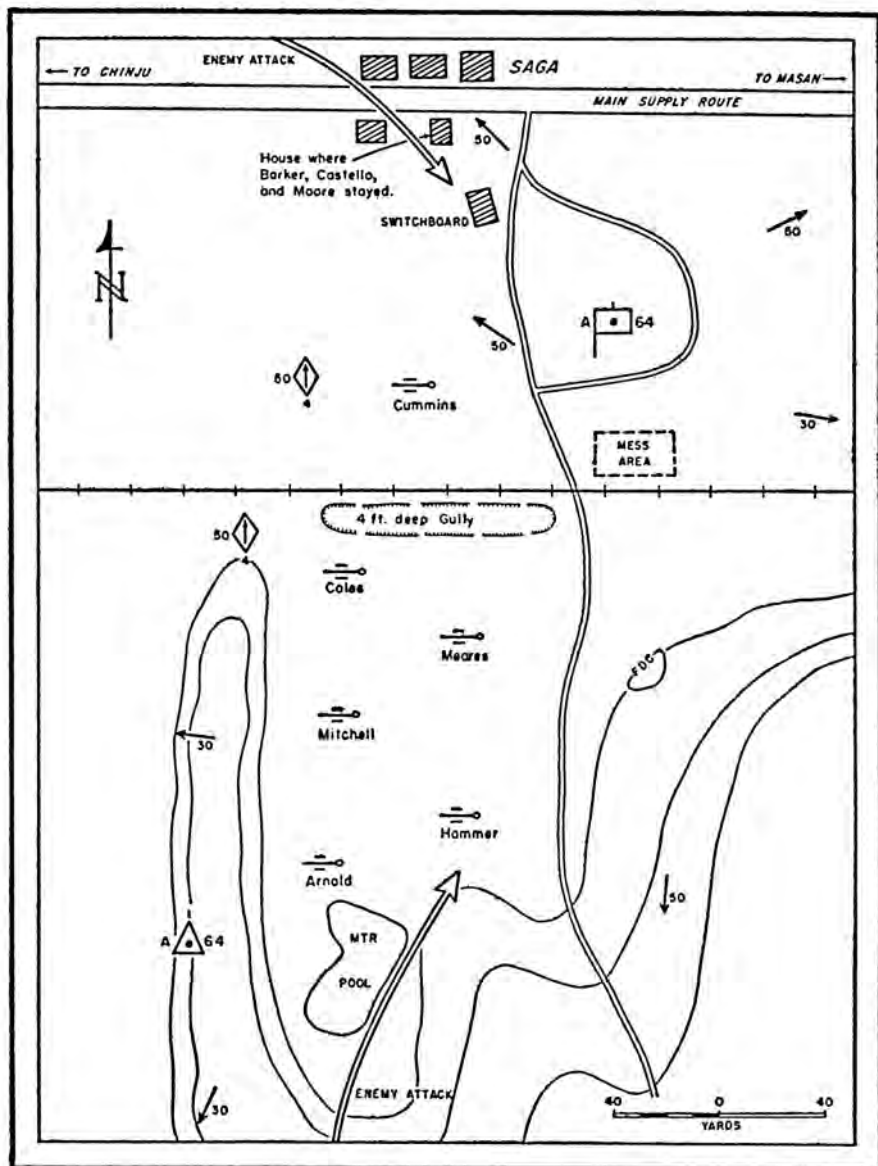 ENEMY ATTACK
SAGA
← TO CHINJU
TO MASAN →
MAIN SUPPLY ROUTE
50
House where
Barker, Castello,
and Moore stayed.
SWITCHBOARD
50
N
A 64
50
50
4
Cummins
30
MESS
AREA
50
4
4 ft. deep Gully
Coles
Meares
FDC
30
Mitchell
Hammer
Arnold
50
A 64
MTR
POOL
30
ENEMY ATTACK
40 0 40
YARDS